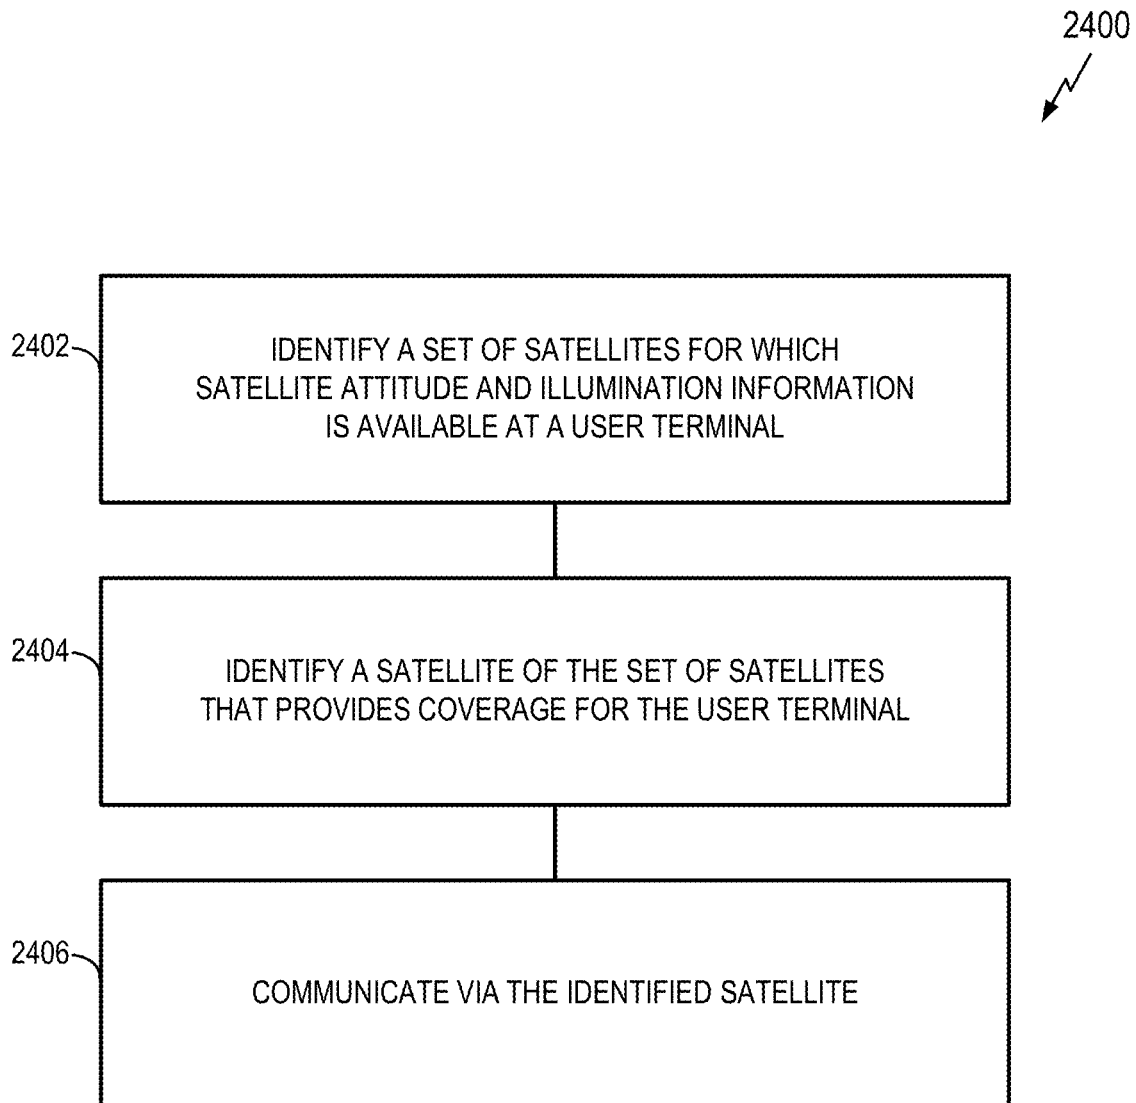 2400
2402
IDENTIFY A SET OF SATELLITES FOR WHICH
SATELLITE ATTITUDE AND ILLUMINATION INFORMATION
IS AVAILABLE AT A USER TERMINAL
2404
IDENTIFY A SATELLITE OF THE SET OF SATELLITES
THAT PROVIDES COVERAGE FOR THE USER TERMINAL
2406
COMMUNICATE VIA THE IDENTIFIED SATELLITE